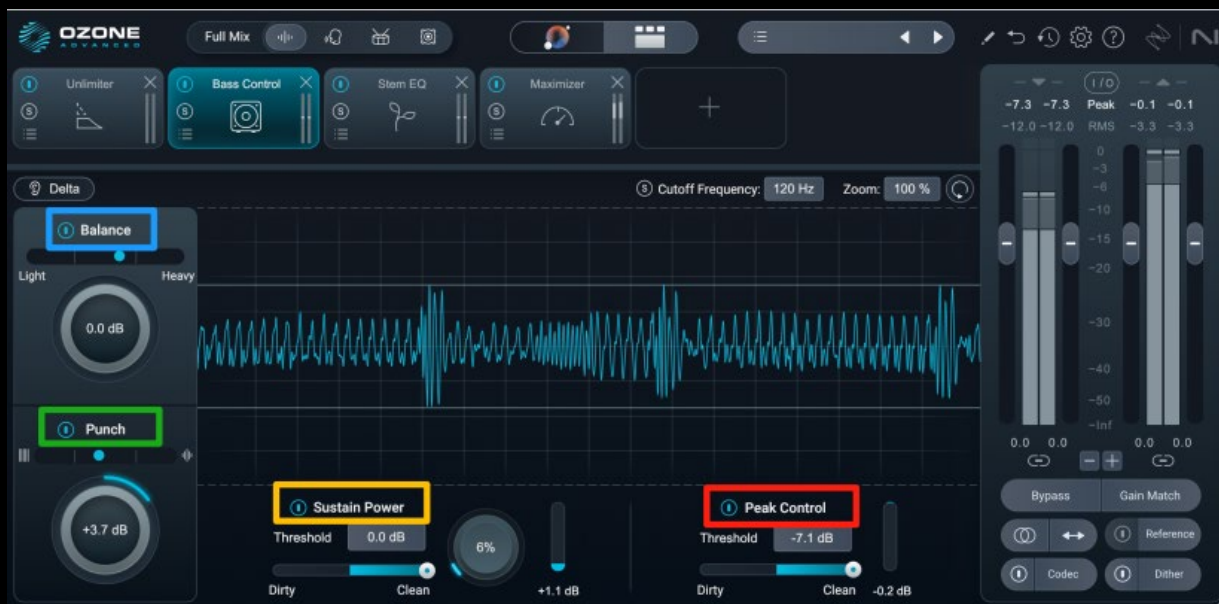 OZONE
ADVANCED
Full Mix
Unlimiter
Bass Control
Stem EQ
Maximizer
S
S
S
S
I/O
-7.3 -7.3 Peak -0.1 -0.1
-12.0 -12.0 RMS -3.3 -3.3
Delta
S Cutoff Frequency: 120 Hz Zoom: 100 %
Balance
Light Heavy
0.0 dB
Punch
+3.7 dB
Sustain Power
Threshold 0.0 dB
6%
Dirty Clean
+1.1 dB
Peak Control
Threshold -7.1 dB
Dirty Clean
-0.2 dB
0
-3
-6
-10
-15
-20
-30
-40
-50
-Inf
0.0 0.0 0.0 0.0
Bypass Gain Match
Reference
Codec Dither